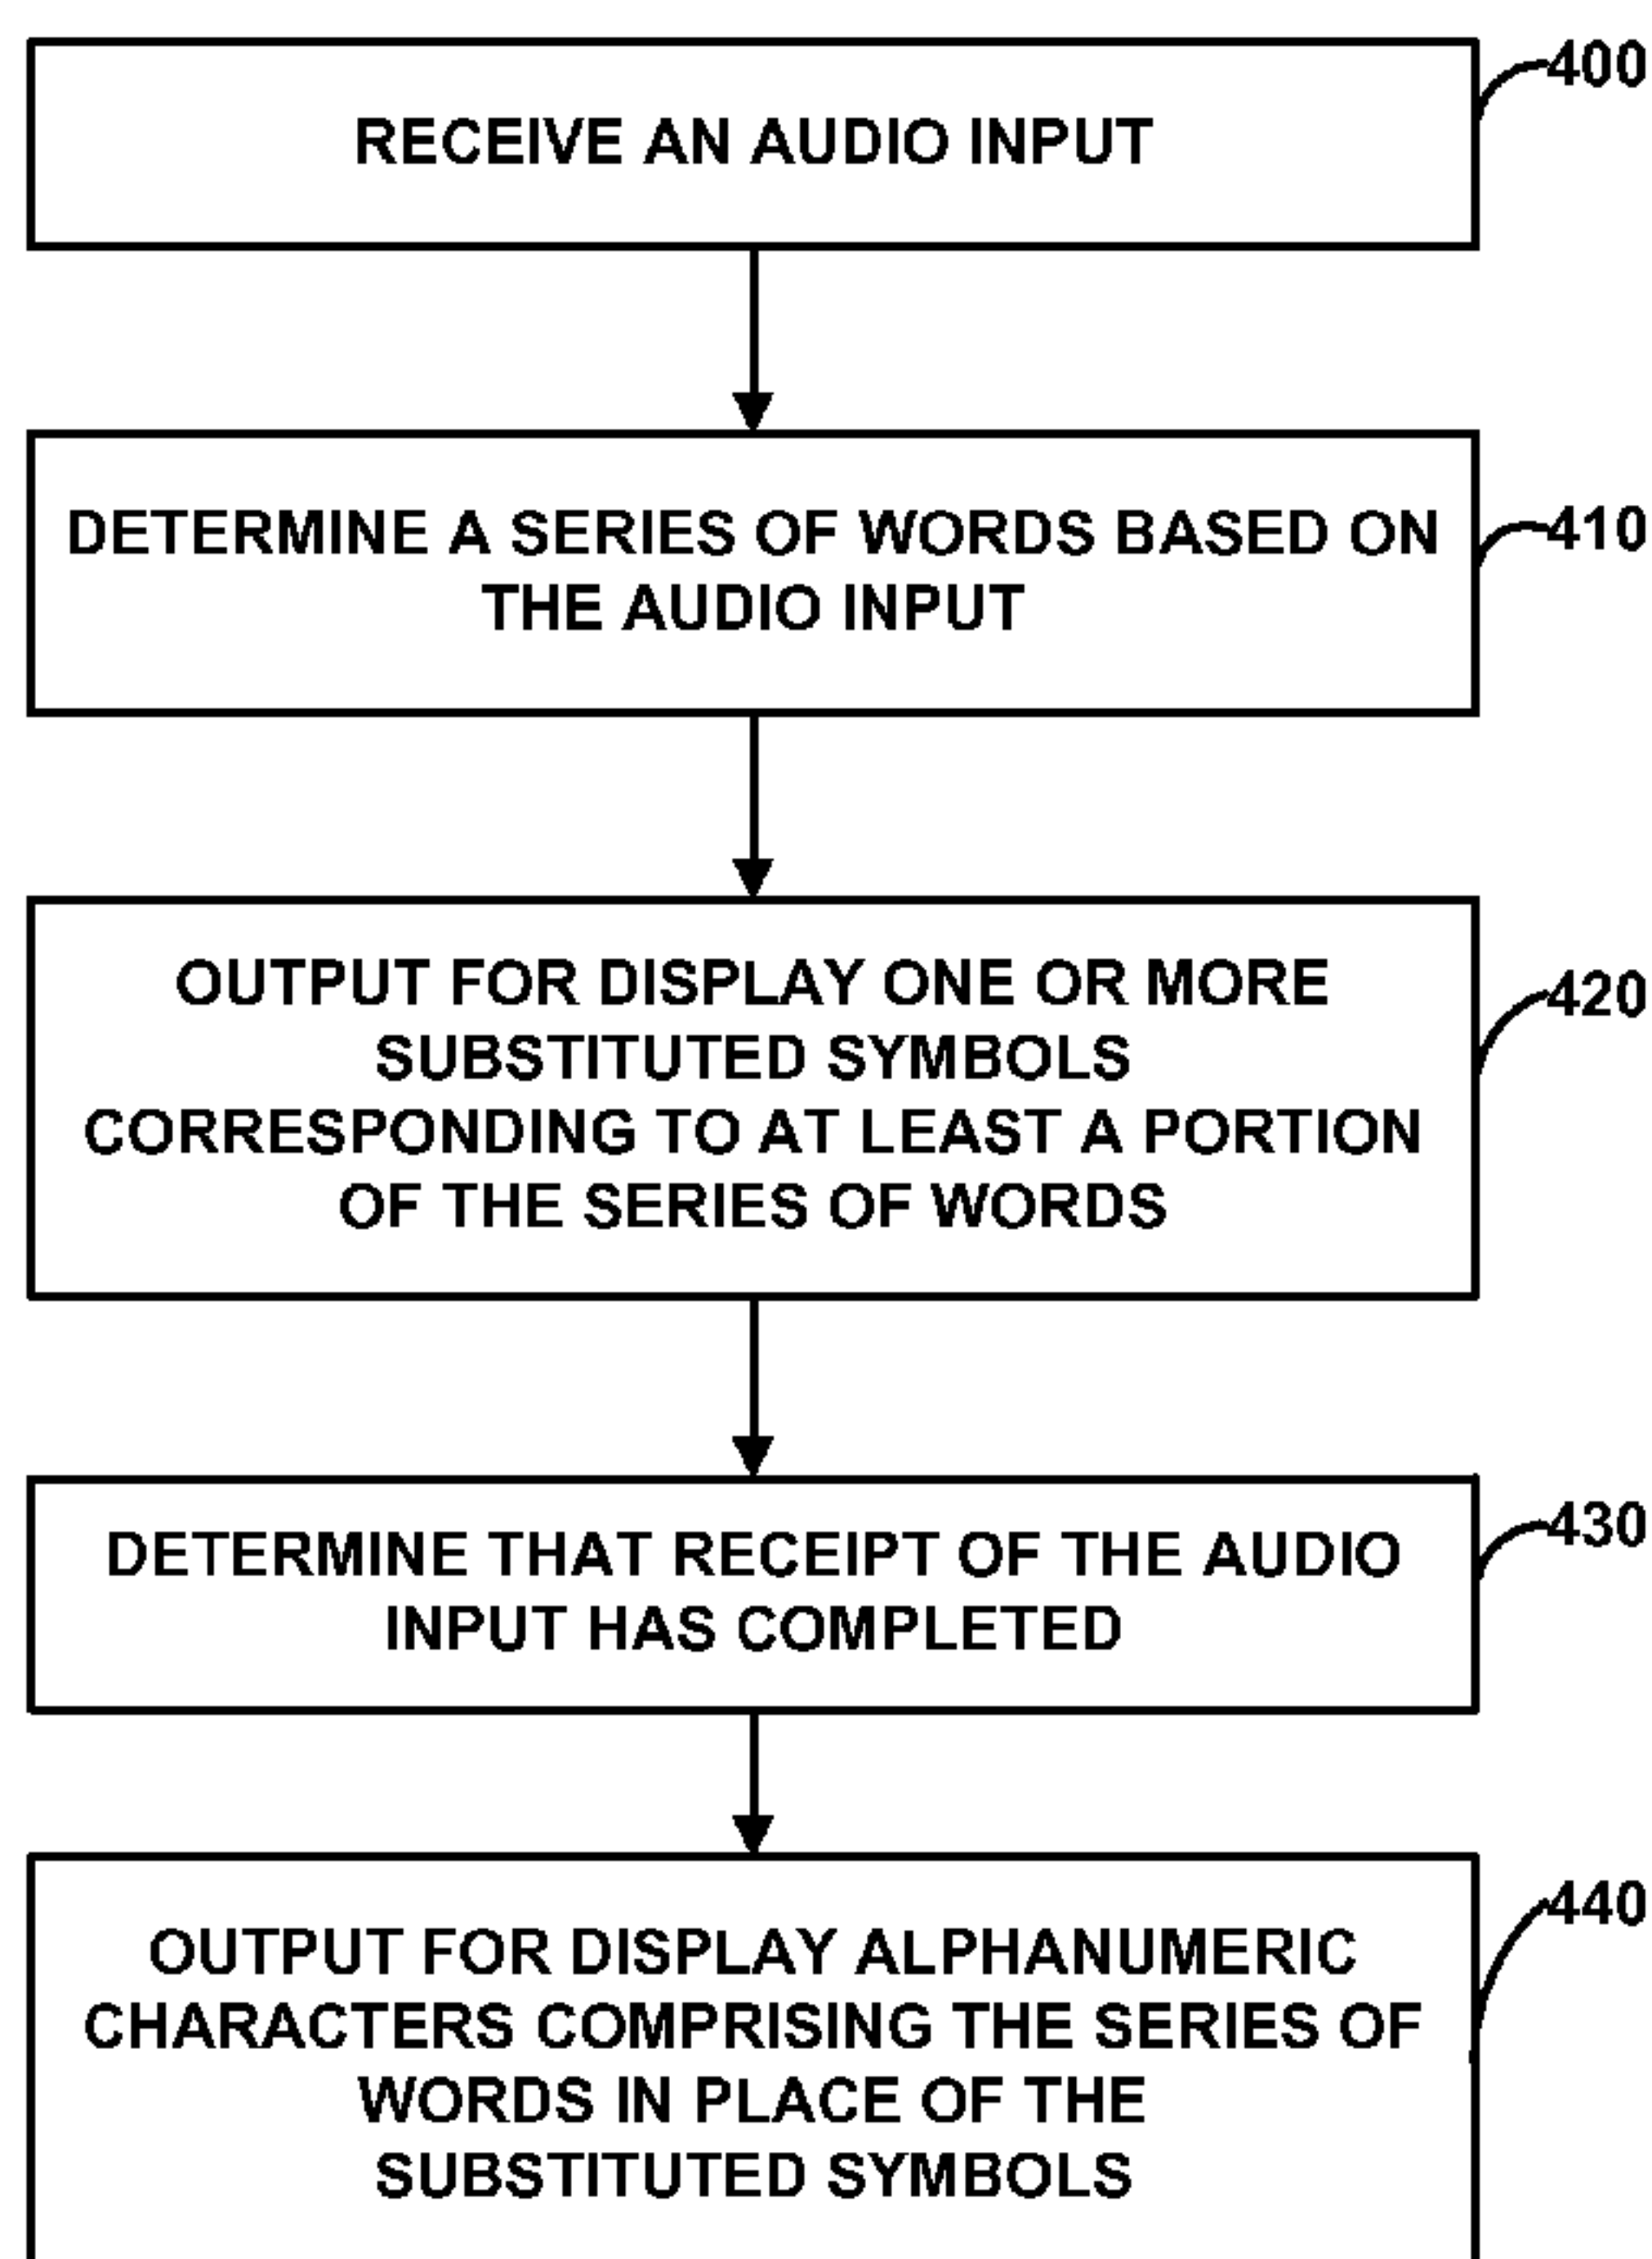 400
RECEIVE AN AUDIO INPUT
410
DETERMINE A SERIES OF WORDS BASED ON
THE AUDIO INPUT
420
OUTPUT FOR DISPLAY ONE OR MORE
SUBSTITUTED SYMBOLS
CORRESPONDING TO AT LEAST A PORTION
OF THE SERIES OF WORDS
430
DETERMINE THAT RECEIPT OF THE AUDIO
INPUT HAS COMPLETED
440
OUTPUT FOR DISPLAY ALPHANUMERIC
CHARACTERS COMPRISING THE SERIES OF
WORDS IN PLACE OF THE
SUBSTITUTED SYMBOLS